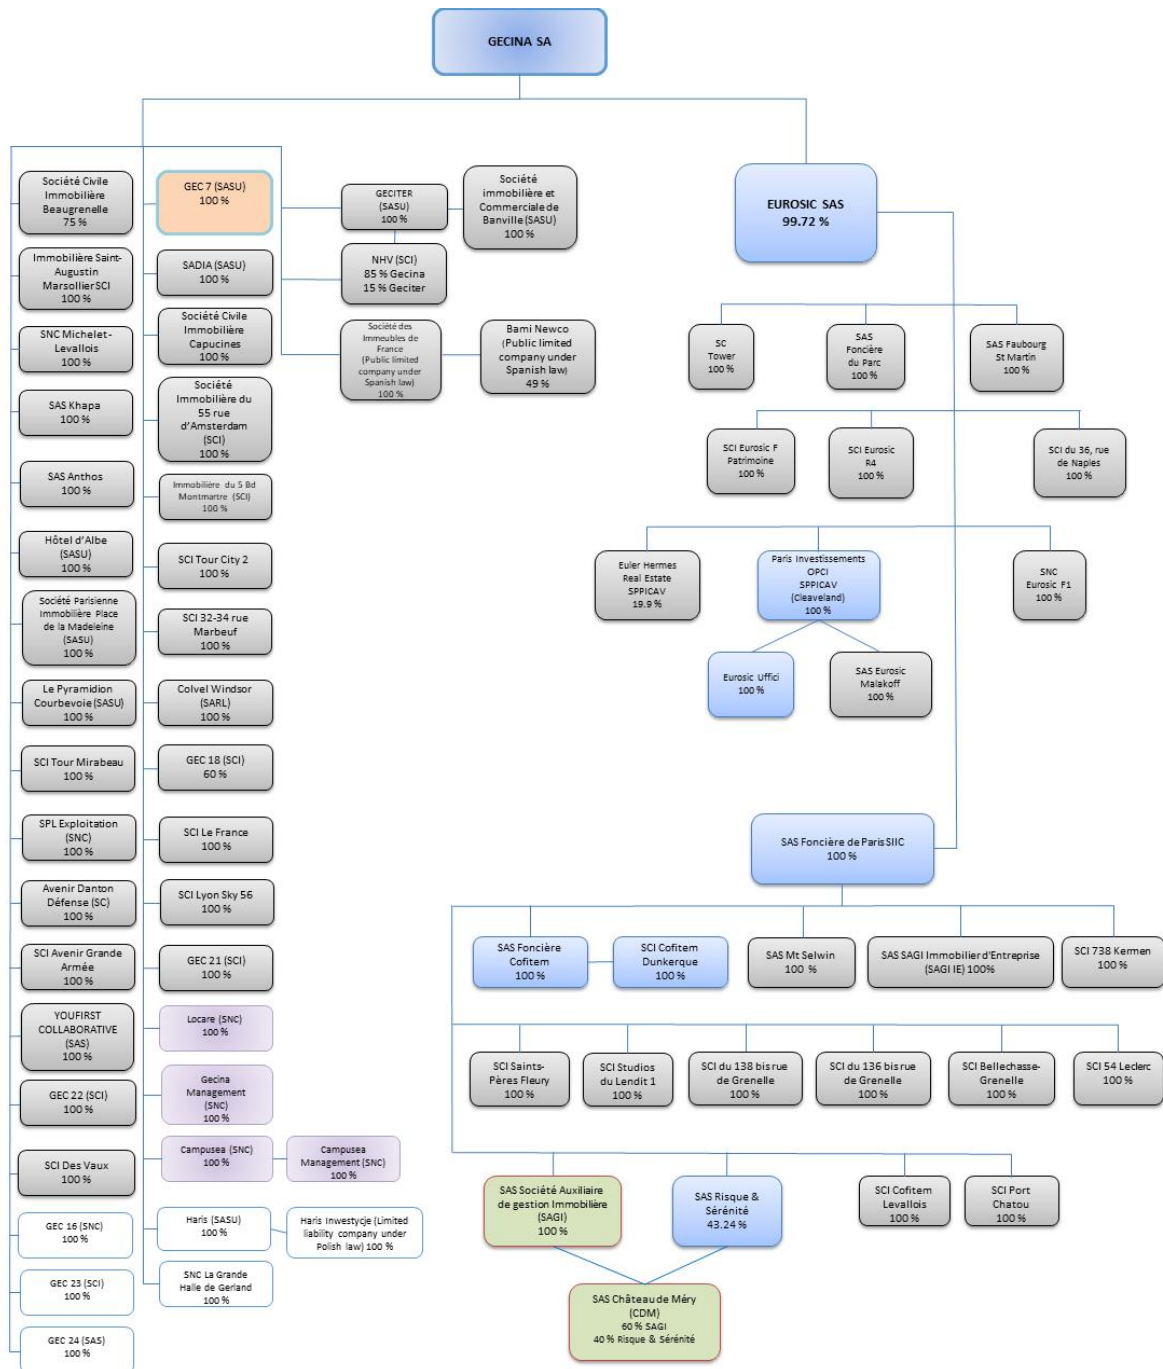 GECINA SA
Société Civile
Immobilière
Beaugrenelle
75 %
Immobilière Saint-
Augustin
Marsollier SCI
100 %
SNC Michelet -
Levallois
100 %
SAS Khapa
100 %
SAS Anthos
100 %
Hôtel d'Albe
(SASU)
100 %
Société Parisienne
Immobilière Place
de la Madeleine
(SASU)
100 %
Le Pyramidion
Courbevoie (SASU)
100 %
SCI Tour Mirabeau
100 %
SPL Exploitation
(SNC)
100 %
Avenir Danton
Défense (SC)
100 %
SCI Avenir Grande
Armée
100 %
YOUFIRST
COLLABORATIVE
(SAS)
100 %
GEC 22 (SCI)
100 %
SCI Des Vaux
100 %
GEC 16 (SNC)
100 %
GEC 23 (SCI)
100 %
GEC 24 (SAS)
100 %
GEC 7 (SASU)
100 %
SADIA (SASU)
100 %
Société Civile
Immobilière
Capucines
100 %
Société
Immobilière du
55 rue
d'Amsterdam
(SCI)
100 %
Immobilière du 5 Bd
Montmartre (SCI)
100 %
SCI Tour City 2
100 %
SCI 32-34 rue
Marbeuf
100 %
Colvel Windsor
(SARL)
100 %
GEC 18 (SCI)
60 %
SCI Le France
100 %
SCI Lyon Sky 56
100 %
GEC 21 (SCI)
100 %
Locare (SNC)
100 %
Gecina
Management
(SNC)
100 %
Campusea (SNC)
100 %
Campusea
Management (SNC)
100 %
Haris (SASU)
100 %
Haris Inwestycje (Limited
liability company under
Polish law) 100 %
SNC La Grande
Halle de Gerland
100 %
GECITER
(SASU)
100 %
Société
immobilière et
Commerciale de
Banville (SASU)
100 %
NHV (SCI)
85 % Gecina
15 % Geciter
Société des
Immeubles de
France
(Public limited
company under
Spanish law)
100 %
Bami Newco
(Public limited
company under
Spanish law)
49 %
EUROSIC SAS
99.72 %
SC
Tower
100 %
SAS
Foncière
du Parc
100 %
SAS Faubourg
St Martin
100 %
SCI Eurosic F
Patrimoine
100 %
SCI Eurosic
R4
100 %
SCI du 36, rue
de Naples
100 %
Euler Hermes
Real Estate
SPPICAV
19.9 %
Paris Investissements
OPCI
SPPICAV
(Cleaveland)
100 %
SNC
Eurosic F1
100 %
Eurosic Uffici
100 %
SAS Eurosic
Malakoff
100 %
SAS Foncière de Paris SIIC
100 %
SAS Foncière
Cofitem
100 %
SCI Cofitem
Dunkerque
100 %
SAS Mt Selwin
100 %
SAS SAGI Immobilier d'Entreprise
(SAGI IE) 100%
SCI 738 Kermen
100 %
SCI Saints-
Pères Fleury
100 %
SCI Studios
du Lendit 1
100 %
SCI du 138 bis rue
de Grenelle
100 %
SCI du 136 bis rue
de Grenelle
100 %
SCI Bellechasse-
Grenelle
100 %
SCI 54 Leclerc
100 %
SAS Société Auxiliaire
de gestion Immobilière
(SAGI)
100 %
SAS Risque &
Sérénité
43.24 %
SCI Cofitem
Levallois
100 %
SCI Port
Chatou
100 %
SAS Château de Méry
(CDM)
60 % SAGI
40 % Risque & Sérénité